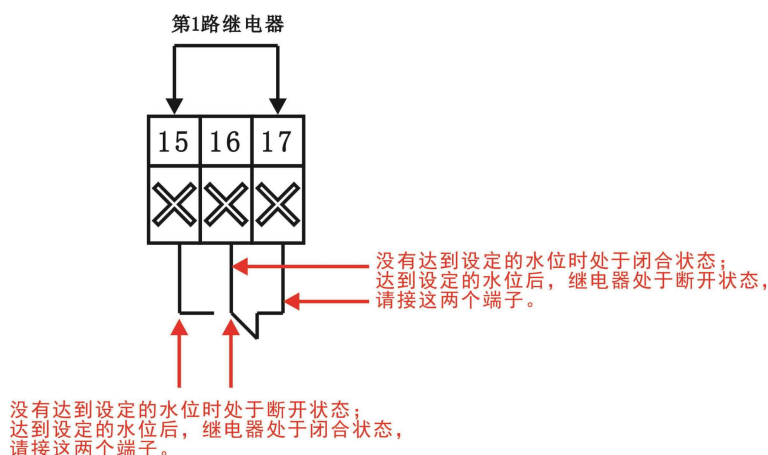 第1路继电器
15 16 17
没有达到设定的水位时处于闭合状态；
达到设定的水位后，继电器处于断开状态，
请接这两个端子。
没有达到设定的水位时处于断开状态；
达到设定的水位后，继电器处于闭合状态，
请接这两个端子。